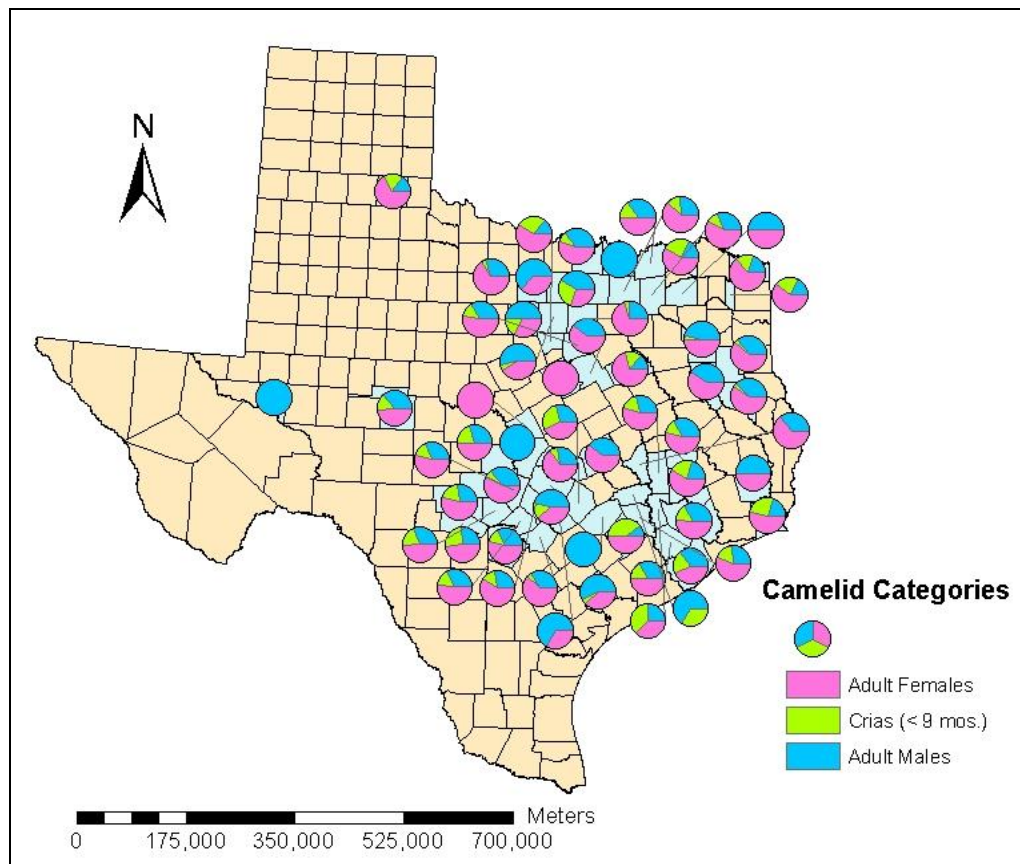 N
Camelid Categories
Adult Females
Crias (< 9 mos.)
Adult Males
Meters
0 175,000 350,000 525,000 700,000